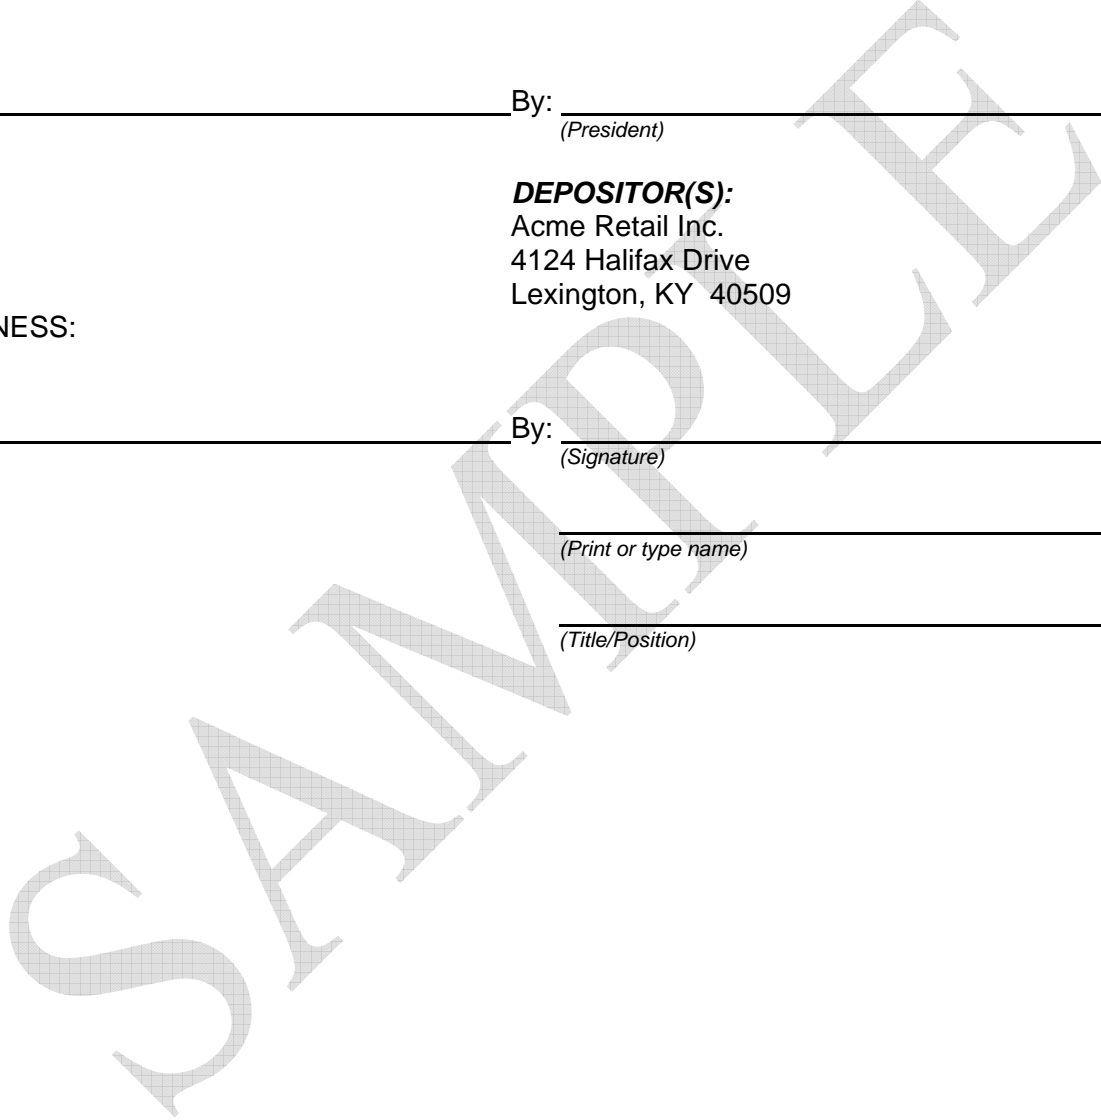 By:
(President)
DEPOSITOR(S):
Acme Retail Inc.
4124 Halifax Drive
Lexington, KY  40509
NESS:
By:
(Signature)
(Print or type name)
(Title/Position)
SAMPLE